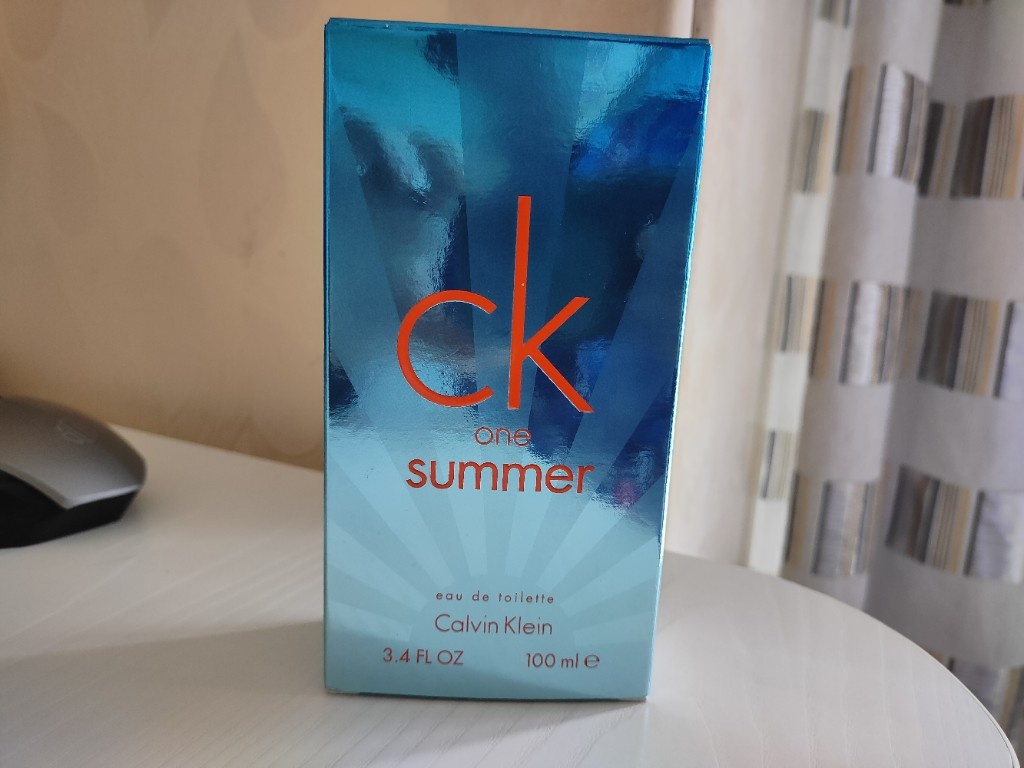 ck
one
summer
eau de toilette
Calvin Klein
3.4 FL OZ 100 ml ℮